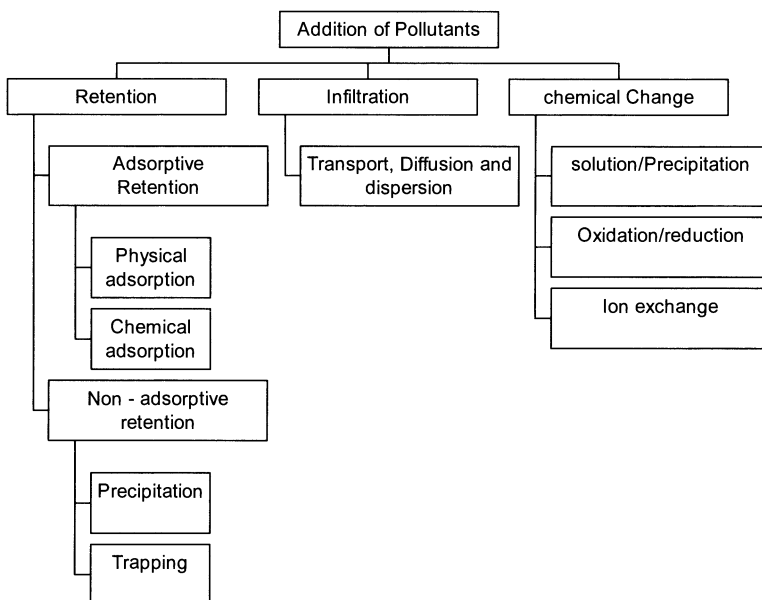 Addition of Pollutants
Retention
Infiltration
chemical Change
Adsorptive
Retention
Transport, Diffusion and
dispersion
solution/Precipitation
Physical
adsorption
Oxidation/reduction
Chemical
adsorption
Ion exchange
Non - adsorptive
retention
Precipitation
Trapping